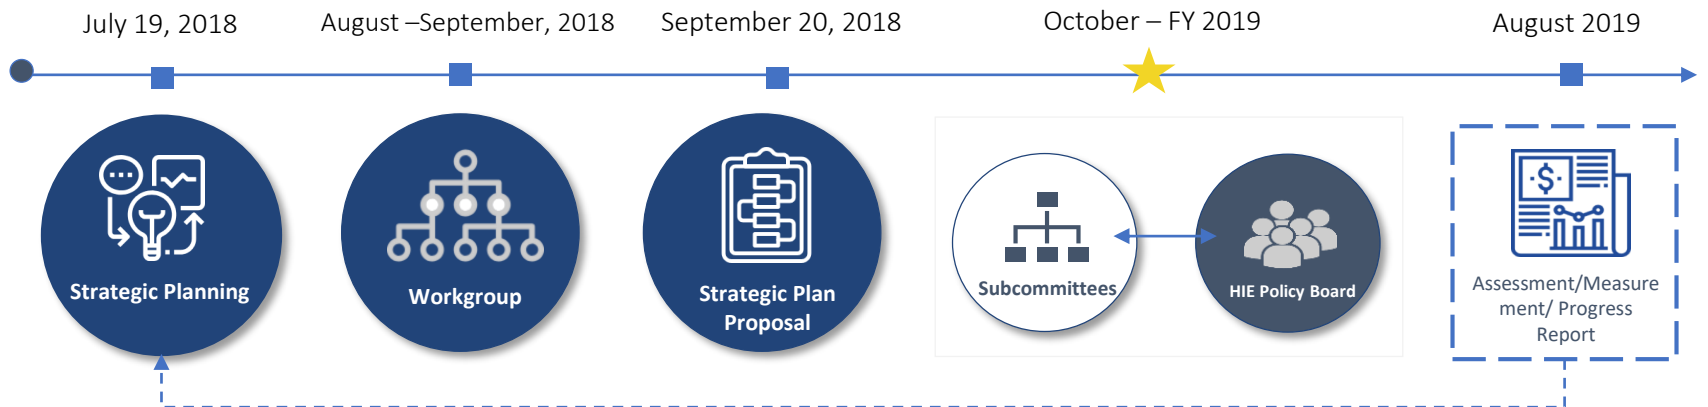 July 19, 2018
August –September, 2018
September 20, 2018
October – FY 2019
August 2019
Strategic Planning
Workgroup
Strategic Plan
Proposal
Subcommittees
HIE Policy Board
$
Assessment/Measure
ment/ Progress
Report